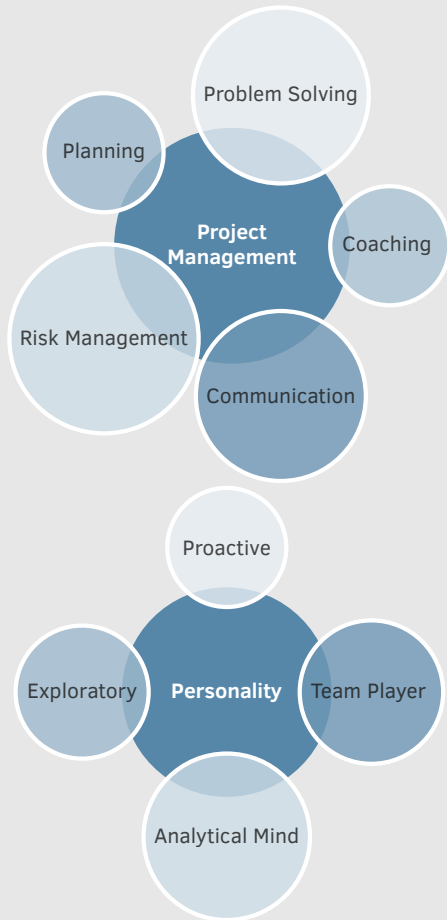 Problem Solving
Planning
Project
Management
Coaching
Risk Management
Communication
Proactive
Exploratory
Personality
Team Player
Analytical Mind